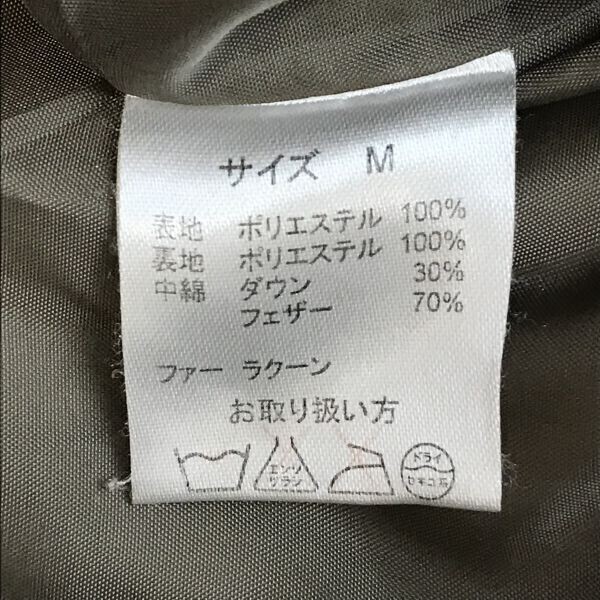 サイズ M
表地 ポリエステル 100%
裏地 ポリエステル 100%
中綿 ダウン 30%
フェザー 70%
ファー ラクーン
お取り扱い方
エンソ
サラシ
ドライ
セキユ系